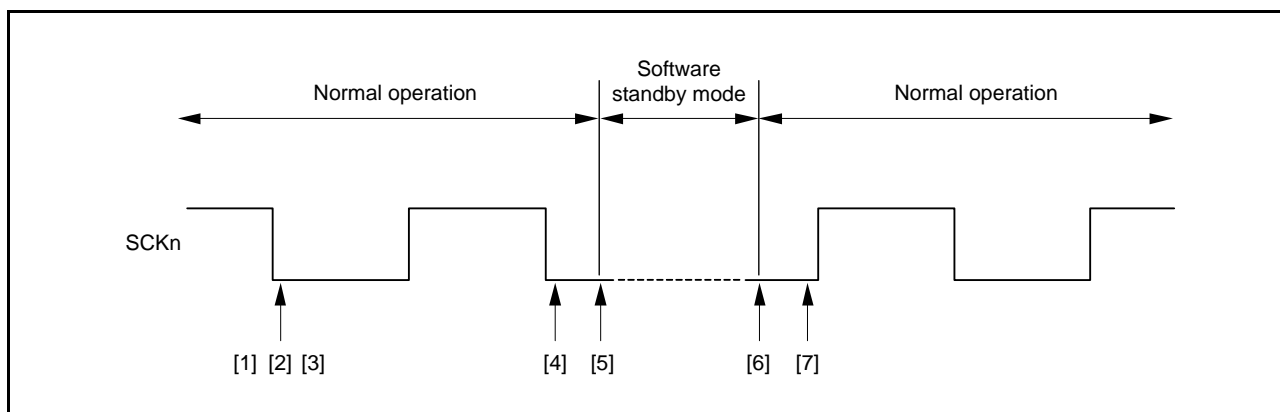 Normal operation
Software
standby mode
Normal operation
SCKn
[1] [2] [3]
[4]
[5]
[6]
[7]